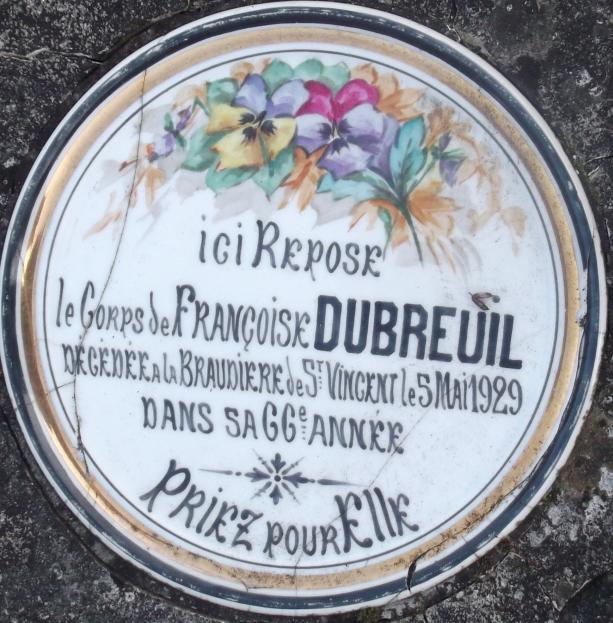 ici REPOSE
le CORPS de FRANÇOISE DUBREUIL
DÉCÉDÉE A la BRAUDIÈRE de ST VINCENT le 5 MAI 1929
DANS SA 66e ANNÉE
PRIEZ POUR Elle